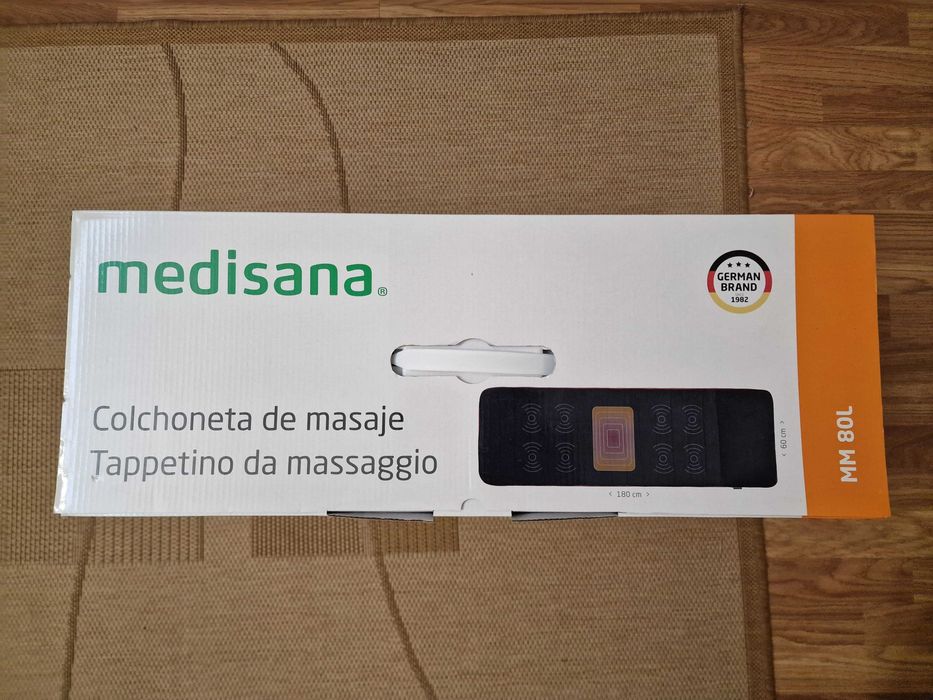 medisana®
GERMAN
BRAND
1982
Colchoneta de masaje
Tappetino da massaggio
< 180 cm >
< 60 cm >
MM 80L